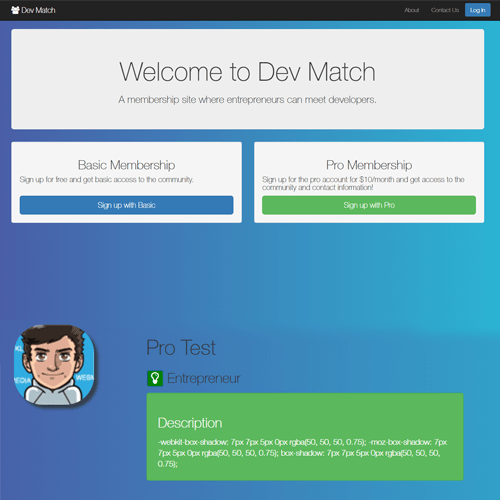 Dev Match
About
Contact Us
Log In
Welcome to Dev Match
A membership site where entrepreneurs can meet developers.
Basic Membership
Sign up for free and get basic access to the community.
Sign up with Basic
Pro Membership
Sign up for the pro account for $10/month and get access to the
community and contact information!
Sign up with Pro
Pro Test
Entrepreneur
Description
-webkit-box-shadow: 7px 7px 5px 0px rgba(50, 50, 50, 0.75); -moz-box-shadow: 7px
7px 5px 0px rgba(50, 50, 50, 0.75); box-shadow: 7px 7px 5px 0px rgba(50, 50, 50,
0.75);